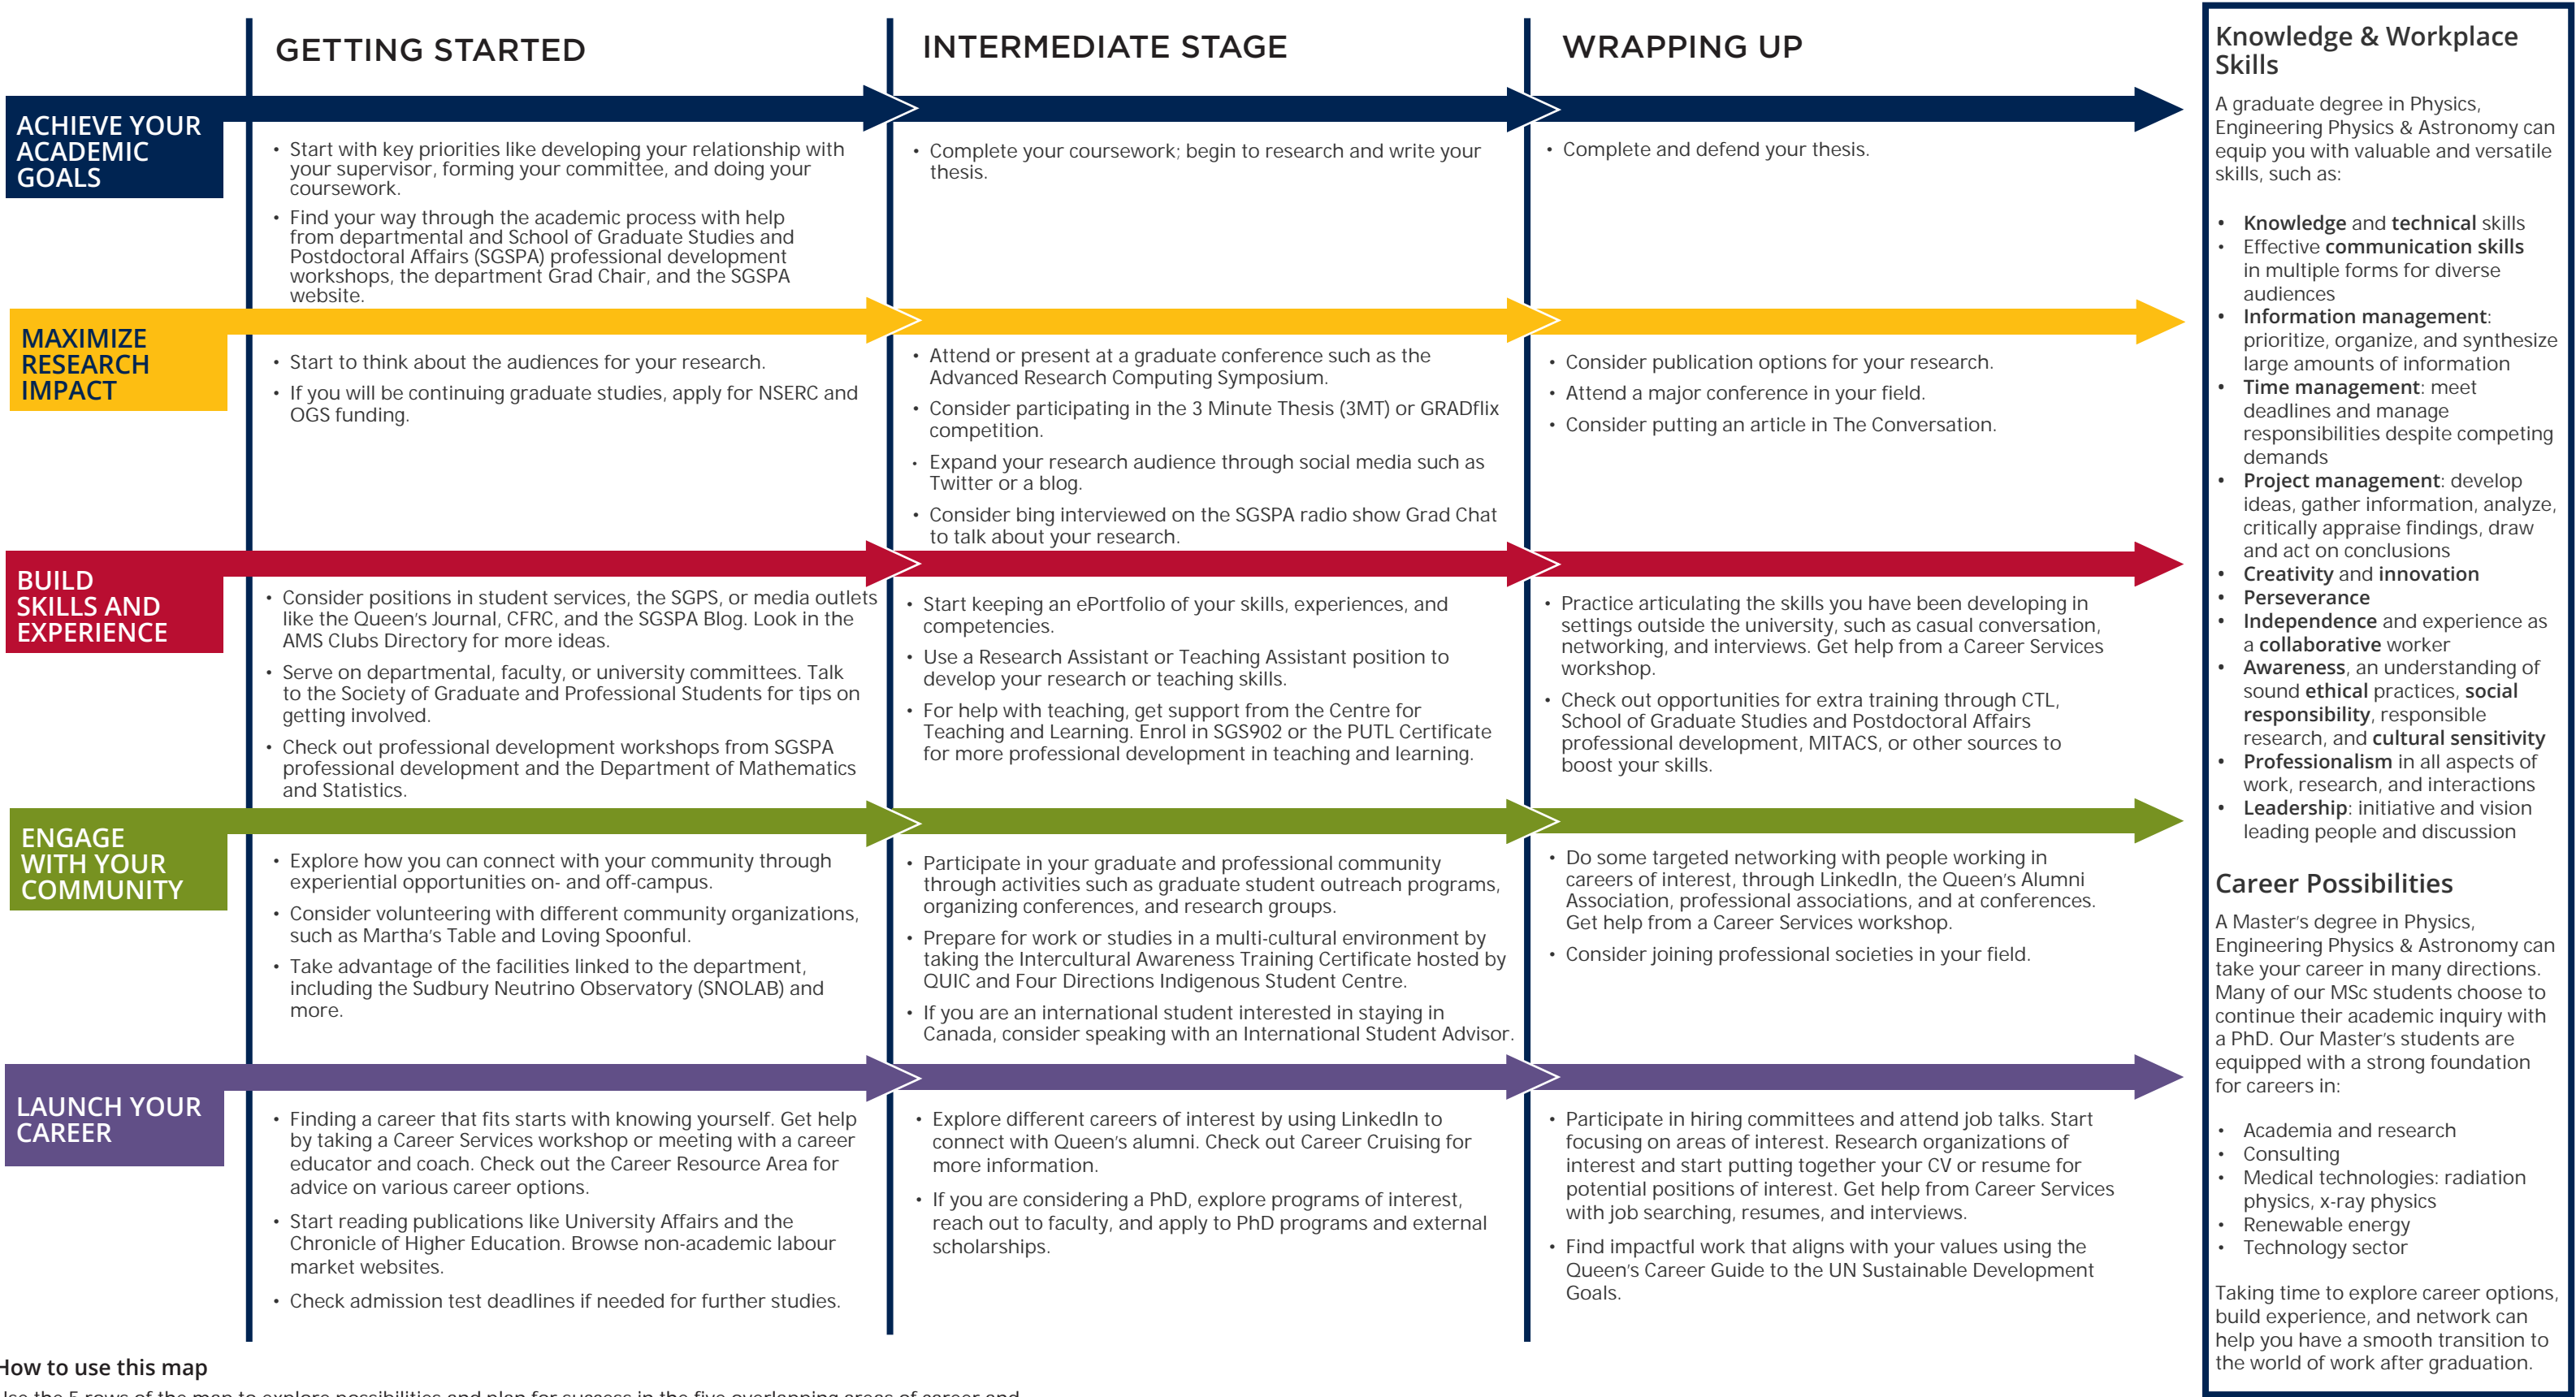 GETTING STARTED
INTERMEDIATE STAGE
WRAPPING UP
ACHIEVE YOUR
ACADEMIC
GOALS
• Start with key priorities like developing your relationship with
your supervisor, forming your committee, and doing your
coursework.
• Find your way through the academic process with help
from departmental and School of Graduate Studies and
Postdoctoral Affairs (SGSPA) professional development
workshops, the department Grad Chair, and the SGSPA
website.
• Complete your coursework; begin to research and write your
thesis.
• Complete and defend your thesis.
MAXIMIZE
RESEARCH
IMPACT
• Start to think about the audiences for your research.
• If you will be continuing graduate studies, apply for NSERC and
OGS funding.
• Attend or present at a graduate conference such as the
Advanced Research Computing Symposium.
• Consider participating in the 3 Minute Thesis (3MT) or GRADflix
competition.
• Expand your research audience through social media such as
Twitter or a blog.
• Consider bing interviewed on the SGSPA radio show Grad Chat
to talk about your research.
• Consider publication options for your research.
• Attend a major conference in your field.
• Consider putting an article in The Conversation.
BUILD
SKILLS AND
EXPERIENCE
• Consider positions in student services, the SGPS, or media outlets
like the Queen's Journal, CFRC, and the SGSPA Blog. Look in the
AMS Clubs Directory for more ideas.
• Serve on departmental, faculty, or university committees. Talk
to the Society of Graduate and Professional Students for tips on
getting involved.
• Check out professional development workshops from SGSPA
professional development and the Department of Mathematics
and Statistics.
• Start keeping an ePortfolio of your skills, experiences, and
competencies.
• Use a Research Assistant or Teaching Assistant position to
develop your research or teaching skills.
• For help with teaching, get support from the Centre for
Teaching and Learning. Enrol in SGS902 or the PUTL Certificate
for more professional development in teaching and learning.
• Practice articulating the skills you have been developing in
settings outside the university, such as casual conversation,
networking, and interviews. Get help from a Career Services
workshop.
• Check out opportunities for extra training through CTL,
School of Graduate Studies and Postdoctoral Affairs
professional development, MITACS, or other sources to
boost your skills.
ENGAGE
WITH YOUR
COMMUNITY
• Explore how you can connect with your community through
experiential opportunities on- and off-campus.
• Consider volunteering with different community organizations,
such as Martha's Table and Loving Spoonful.
• Take advantage of the facilities linked to the department,
including the Sudbury Neutrino Observatory (SNOLAB) and
more.
• Participate in your graduate and professional community
through activities such as graduate student outreach programs,
organizing conferences, and research groups.
• Prepare for work or studies in a multi-cultural environment by
taking the Intercultural Awareness Training Certificate hosted by
QUIC and Four Directions Indigenous Student Centre.
• If you are an international student interested in staying in
Canada, consider speaking with an International Student Advisor.
• Do some targeted networking with people working in
careers of interest, through LinkedIn, the Queen's Alumni
Association, professional associations, and at conferences.
Get help from a Career Services workshop.
• Consider joining professional societies in your field.
LAUNCH YOUR
CAREER
• Finding a career that fits starts with knowing yourself. Get help
by taking a Career Services workshop or meeting with a career
educator and coach. Check out the Career Resource Area for
advice on various career options.
• Start reading publications like University Affairs and the
Chronicle of Higher Education. Browse non-academic labour
market websites.
• Check admission test deadlines if needed for further studies.
• Explore different careers of interest by using LinkedIn to
connect with Queen's alumni. Check out Career Cruising for
more information.
• If you are considering a PhD, explore programs of interest,
reach out to faculty, and apply to PhD programs and external
scholarships.
• Participate in hiring committees and attend job talks. Start
focusing on areas of interest. Research organizations of
interest and start putting together your CV or resume for
potential positions of interest. Get help from Career Services
with job searching, resumes, and interviews.
• Find impactful work that aligns with your values using the
Queen's Career Guide to the UN Sustainable Development
Goals.
Knowledge & Workplace
Skills
A graduate degree in Physics,
Engineering Physics & Astronomy can
equip you with valuable and versatile
skills, such as:
• Knowledge and technical skills
• Effective communication skills
in multiple forms for diverse
audiences
• Information management:
prioritize, organize, and synthesize
large amounts of information
• Time management: meet
deadlines and manage
responsibilities despite competing
demands
• Project management: develop
ideas, gather information, analyze,
critically appraise findings, draw
and act on conclusions
• Creativity and innovation
• Perseverance
• Independence and experience as
a collaborative worker
• Awareness, an understanding of
sound ethical practices, social
responsibility, responsible
research, and cultural sensitivity
• Professionalism in all aspects of
work, research, and interactions
• Leadership: initiative and vision
leading people and discussion
Career Possibilities
A Master's degree in Physics,
Engineering Physics & Astronomy can
take your career in many directions.
Many of our MSc students choose to
continue their academic inquiry with
a PhD. Our Master's students are
equipped with a strong foundation
for careers in:
• Academia and research
• Consulting
• Medical technologies: radiation
physics, x-ray physics
• Renewable energy
• Technology sector
Taking time to explore career options,
build experience, and network can
help you have a smooth transition to
the world of work after graduation.
How to use this map
Use the 5 rows of the map to explore possibilities and plan for success in the five overlapping areas of career and